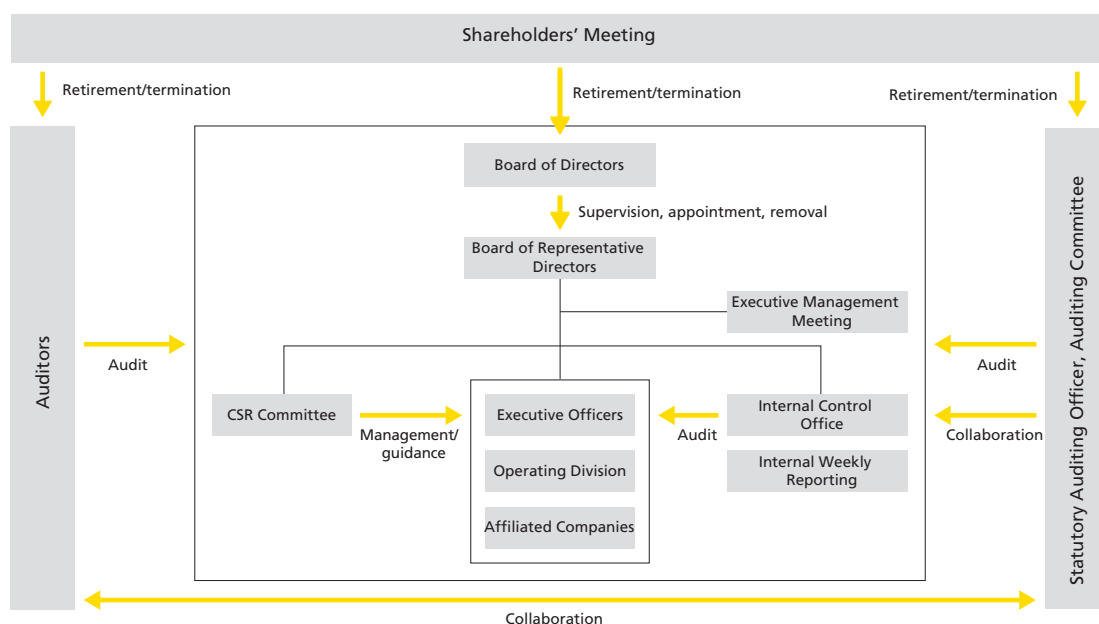 Shareholders’ Meeting
Retirement/termination
Retirement/termination
Retirement/termination
Board of Directors
Supervision, appointment, removal
Board of Representative
Directors
Executive Management
Meeting
Auditors
Audit
Audit
Statutory Auditing Officer, Auditing Committee
CSR Committee
Management/
guidance
Executive Officers
Audit
Internal Control
Office
Collaboration
Operating Division
Internal Weekly
Reporting
Affiliated Companies
Collaboration